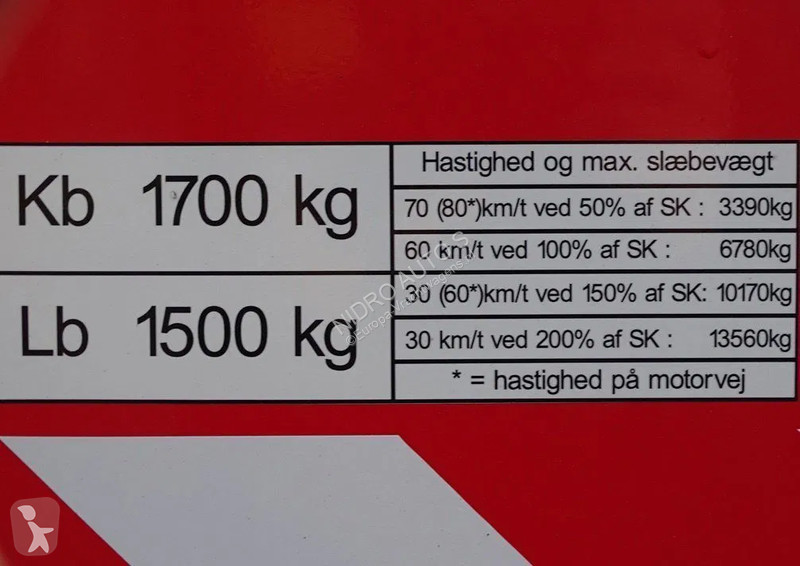 Kb 1700 kg
Lb 1500 kg
Hastighed og max. slæbevægt
70 (80*)km/t ved 50% af SK : 3390kg
60 km/t ved 100% af SK : 6780kg
30 (60*)km/t ved 150% af SK: 10170kg
30 km/t ved 200% af SK : 13560kg
* = hastighed på motorvej